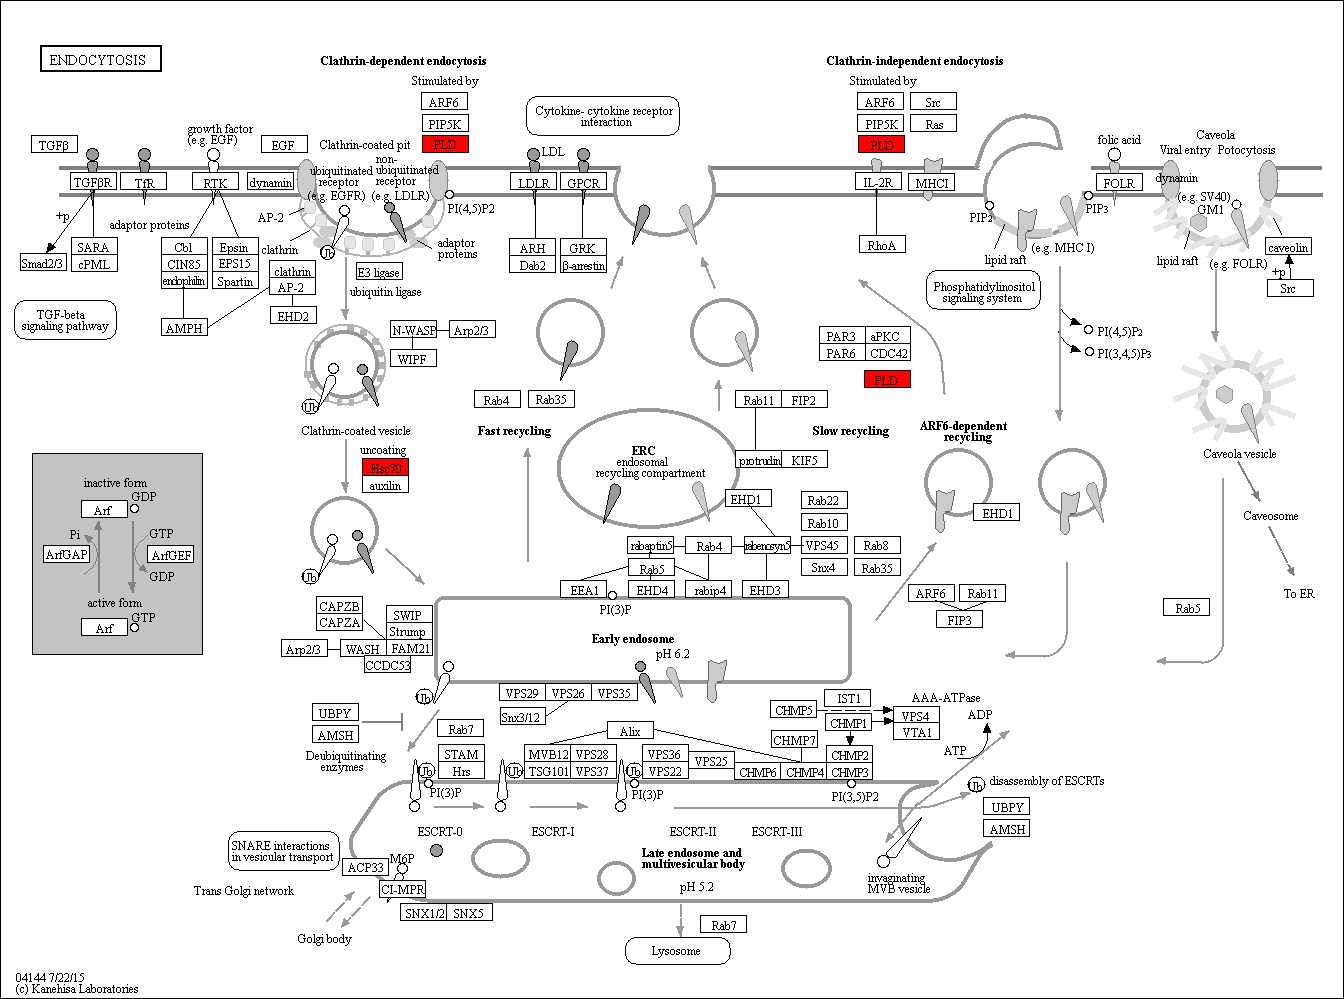 ENDOCYTOSIS
Clathrin-dependent endocytosis
Stimulated by
ARF6
PIP5K
PLD
Cytokine- cytokine receptor
interaction
Clathrin-independent endocytosis
Stimulated by
ARF6
Src
PIP5K
Ras
PLD
TGFβ
growth factor
(e.g. EGF)
EGF
Clathrin-coated pit
non-
ubiquitinated
receptor
(e.g. LDLR)
ubiquitinated
receptor
(e.g. EGFR)
LDL
folic acid
Caveola
Viral entry
Potocytosis
TGFβR
TfR
RTK
dynamin
LDLR
GPCR
IL-2R
MHCI
FOLR
dynamin
(e.g. SV40)
GM1
PI(4,5)P2
PIP2
PIP3
+p
adaptor proteins
AP-2
clathrin
Ub
adaptor
proteins
Smad2/3
SARA
cPML
Cbl
CIN85
endophilin
Epsin
EPS15
Spartin
clathrin
AP-2
EHD2
AMPH
E3 ligase
ubiquitin ligase
ARH
Dab2
GRK
β-arrestin
RhoA
lipid raft
(e.g. MHC I)
lipid raft
(e.g. FOLR)
caveolin
+p
Src
TGF-beta
signaling pathway
Phosphatidylinositol
signaling system
PI(4,5)P2
PI(3,4,5)P3
N-WASP
Arp2/3
WIPF
PAR3
aPKC
PAR6
CDC42
PLD
Ub
Clathrin-coated vesicle
uncoating
Hsc70
auxilin
Rab4
Rab35
Fast recycling
Rab11
FIP2
Slow recycling
protrudin
KIF5
ERC
endosomal
recycling compartment
ARF6-dependent
recycling
EHD1
Caveola vesicle
Caveosome
To ER
Rab5
inactive form
Arf
GDP
Pi
GTP
ArfGAP
ArfGEF
GDP
active form
Arf
GTP
Ub
EHD1
Rab22
Rab10
rabaptin5
Rab4
rabenosyn5
VPS45
Rab8
Rab5
Snx4
Rab35
EEA1
EHD4
rabip4
EHD3
PI(3)P
ARF6
Rab11
FIP3
CAPZB
CAPZA
SWIP
Strump
Arp2/3
WASH
FAM21
CCDC53
Early endosome
pH 6.2
Ub
VPS29
VPS26
VPS35
Snx3/12
UBPY
AMSH
Deubiquitinating
enzymes
Rab7
STAM
Hrs
Alix
MVB12
VPS28
TSG101
VPS37
VPS36
VPS22
VPS25
CHMP7
CHMP6
CHMP4
CHMP3
CHMP2
CHMP5
CHMP1
IST1
AAA-ATPase
VPS4
VTA1
ADP
ATP
Ub
Ub
Ub
PI(3)P
PI(3)P
PI(3,5)P2
Ub
disassembly of ESCRTs
UBPY
AMSH
ESCRT-0
ESCRT-I
ESCRT-II
ESCRT-III
Late endosome and
multivesicular body
pH 5.2
invaginating
MVB vesicle
SNARE interactions
in vesicular transport
ACP33
M6P
CI-MPR
Trans Golgi network
SNX1/2
SNX5
Golgi body
Rab7
Lysosome
04144 7/22/15
(c) Kanehisa Laboratories